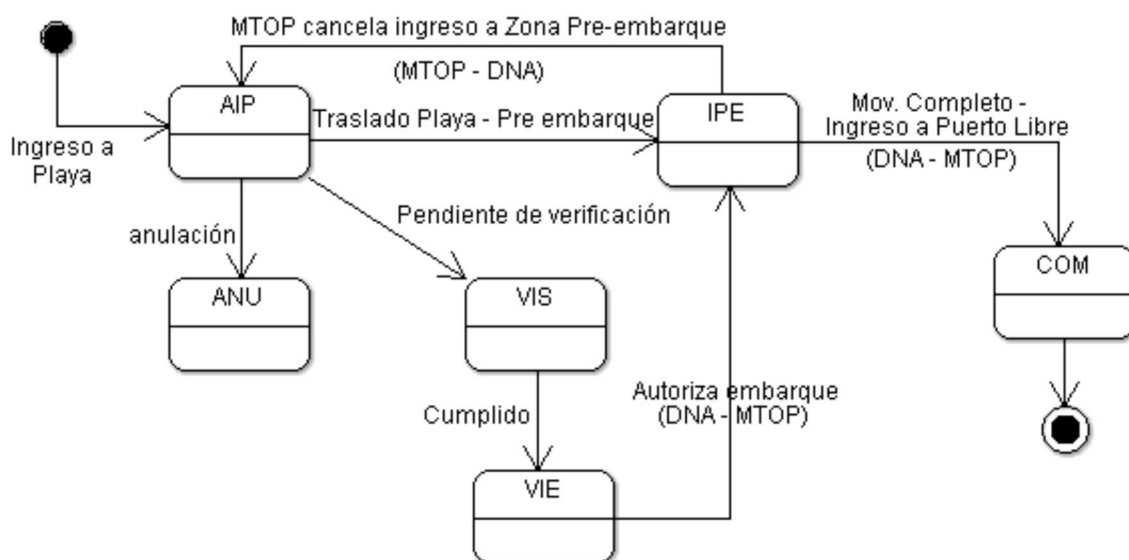 MTOP cancela ingreso a Zona Pre-embarque
(MTOP - DNA)
AIP
IPE
Mov. Completo -
Ingreso a Puerto Libre
(DNA - MTOP)
Traslado Playa - Pre embarque
Ingreso a
Playa
Pendiente de verificación
anulación
ANU
VIS
COM
Autoriza embarque
(DNA - MTOP)
Cumplido
VIE